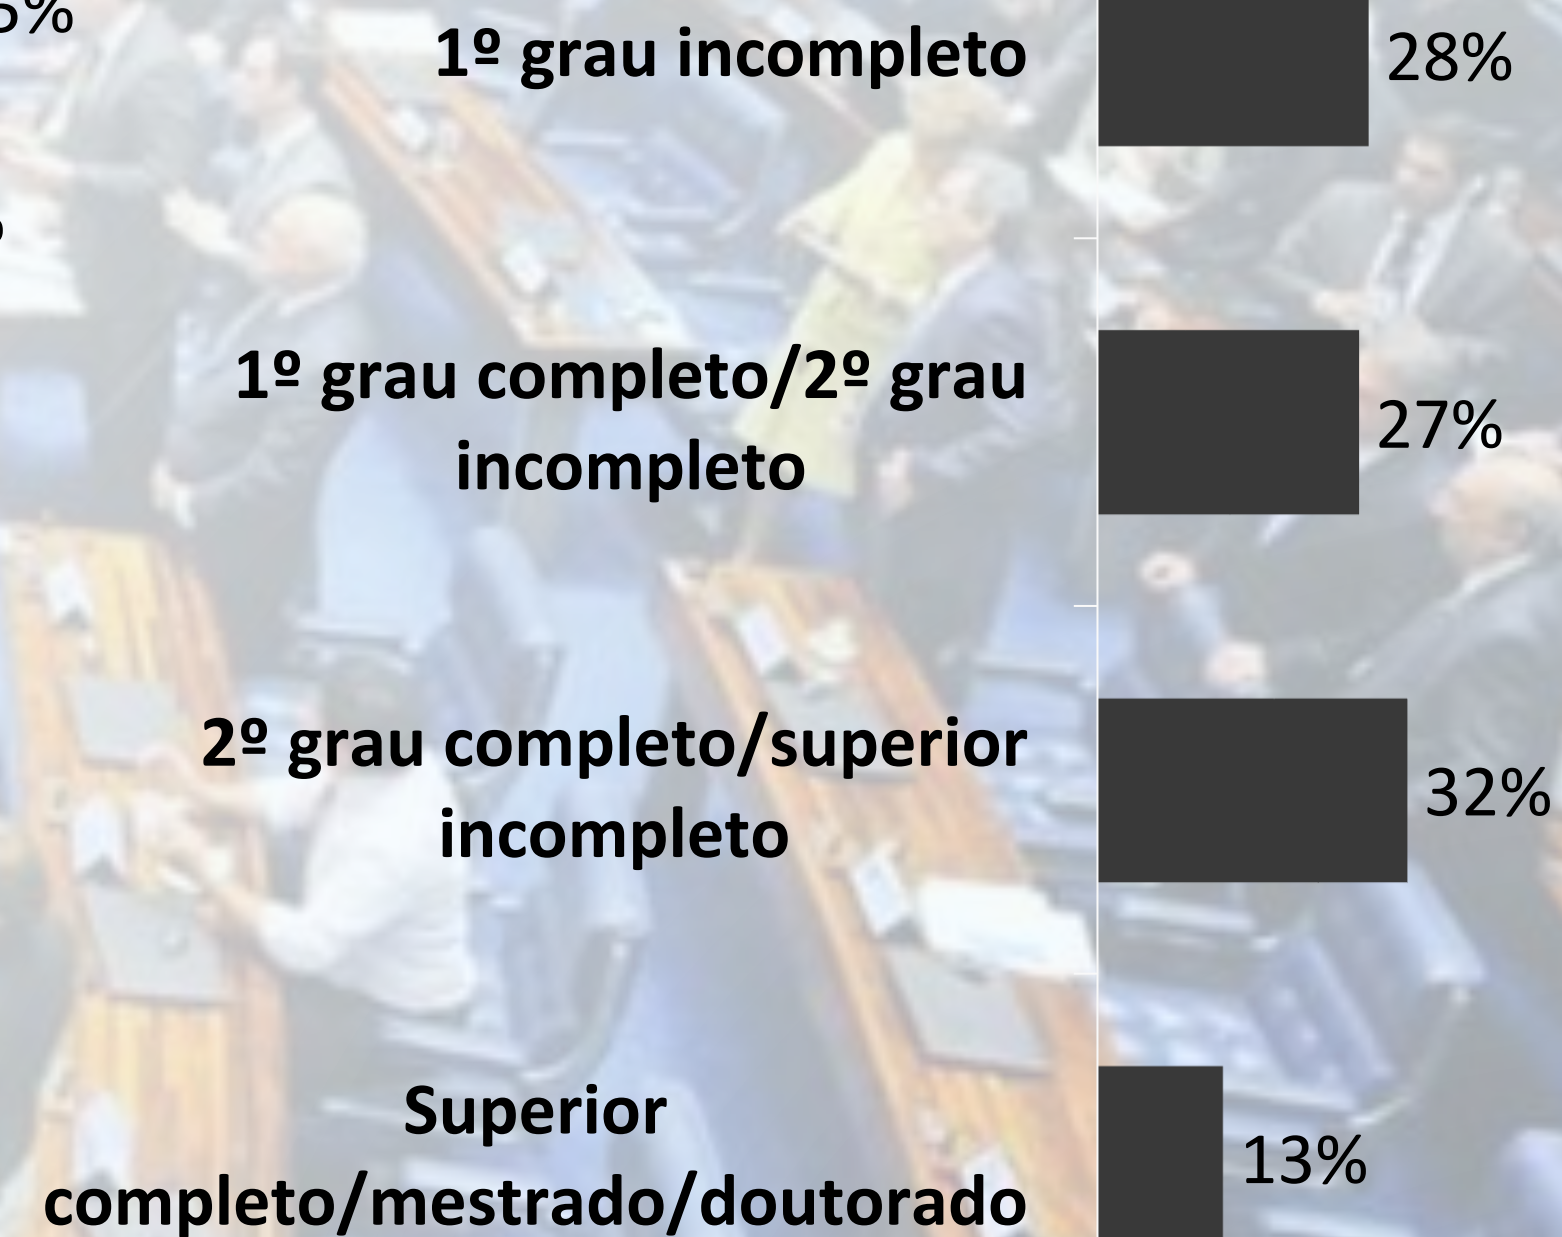 5%
1º grau incompleto
28%
%
1º grau completo/2º grau
incompleto
27%
2º grau completo/superior
incompleto
32%
Superior
completo/mestrado/doutorado
13%